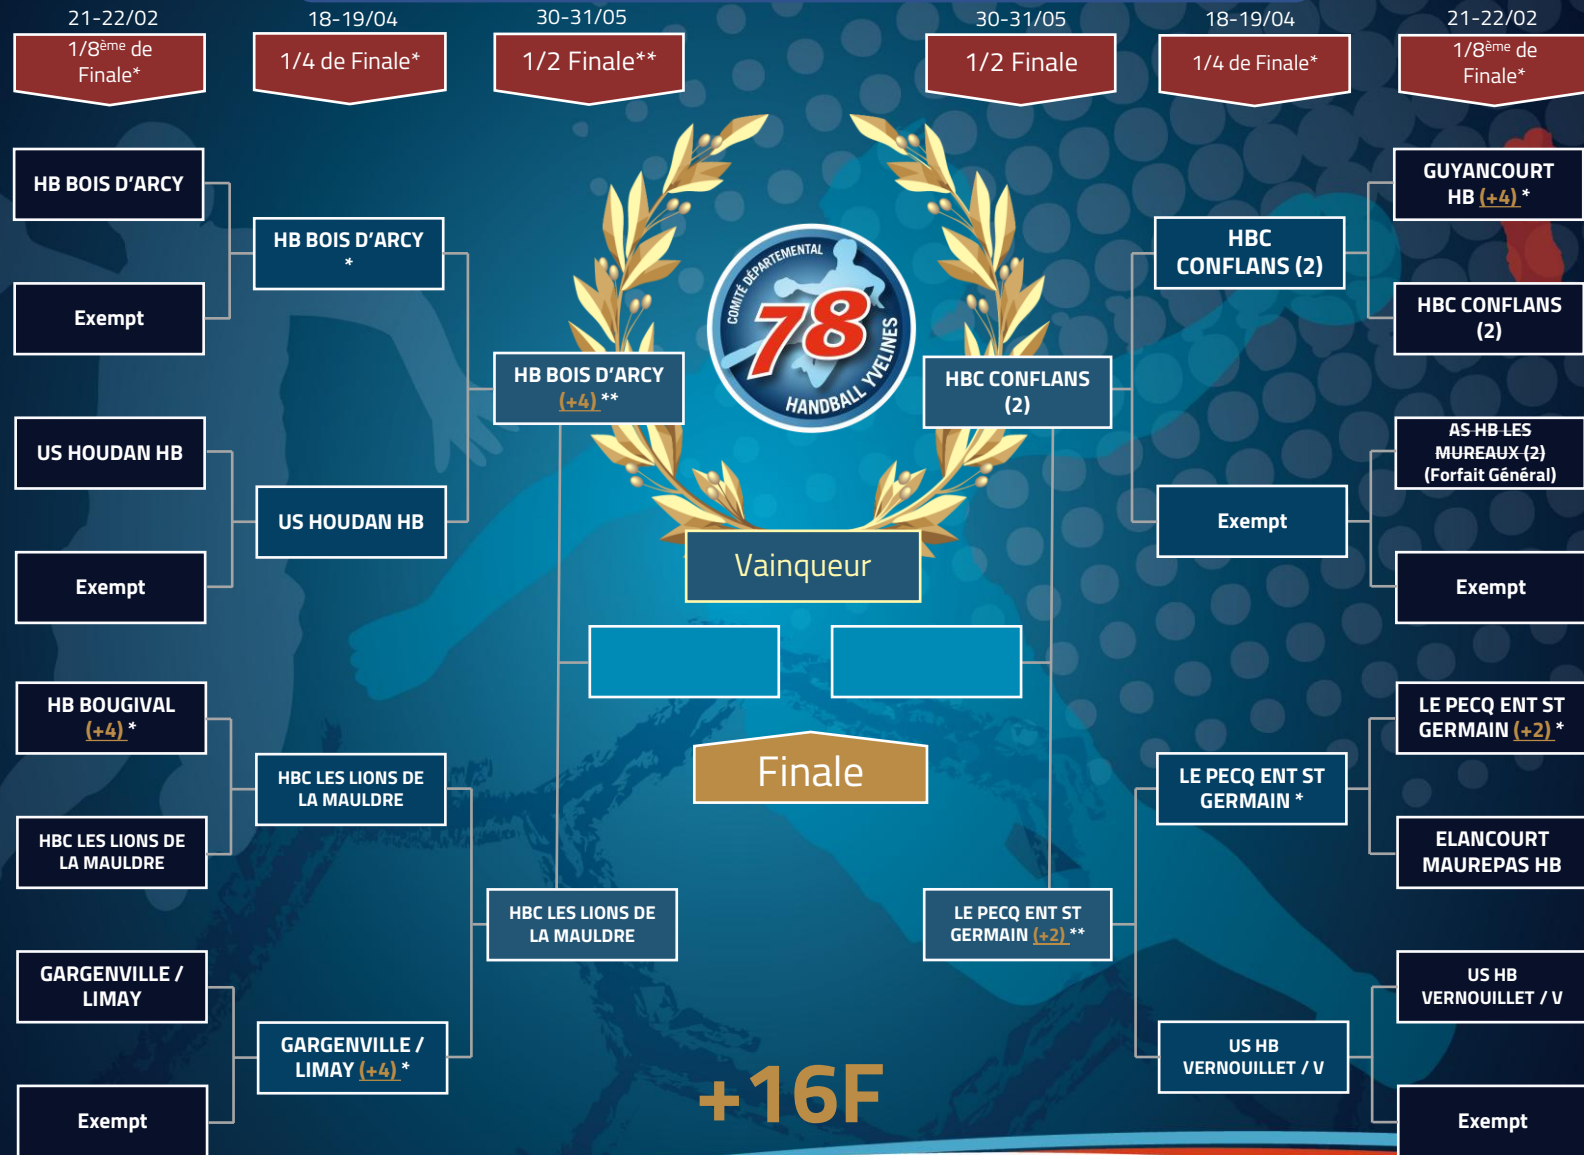 21-22/02
18-19/04
30-31/05
30-31/05
18-19/04
21-22/02
1/8ème de
Finale*
1/4 de Finale*
1/2 Finale**
1/2 Finale
1/4 de Finale*
1/8ème de
Finale*
HB BOIS D'ARCY
Exempt
US HOUDAN HB
Exempt
HB BOUGIVAL
(+4) *
HBC LES LIONS DE
LA MAULDRE
GARGENVILLE /
LIMAY
Exempt
HB BOIS D'ARCY
*
US HOUDAN HB
HBC LES LIONS DE
LA MAULDRE
GARGENVILLE /
LIMAY (+4) *
HB BOIS D'ARCY
(+4) **
HBC LES LIONS DE
LA MAULDRE
COMITÉ DÉPARTEMENTAL
78
HANDBALL YVELINES
Vainqueur
Finale
+16F
HBC CONFLANS
(2)
LE PECQ ENT ST
GERMAIN (+2) **
HBC
CONFLANS (2)
Exempt
LE PECQ ENT ST
GERMAIN *
US HB
VERNOUILLET / V
GUYANCOURT
HB (+4) *
HBC CONFLANS
(2)
AS HB LES
MUREAUX (2)
(Forfait Général)
Exempt
LE PECQ ENT ST
GERMAIN (+2) *
ELANCOURT
MAUREPAS HB
US HB
VERNOUILLET / V
Exempt